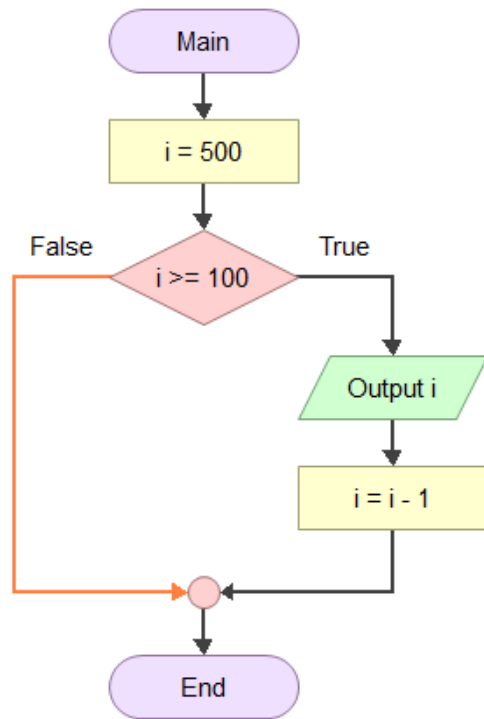 Main
i = 500
False
True
i >= 100
Output i
i = i - 1
End